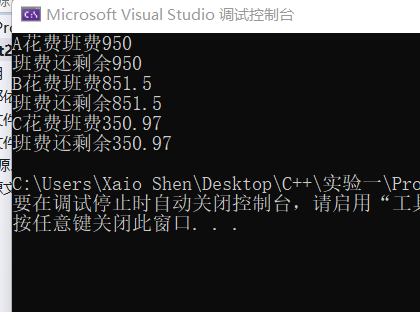 Microsoft Visual Studio 调试控制台
A花费班费950
班费还剩余950
B花费班费851.5
班费还剩余851.5
C花费班费350.97
班费还剩余350.97
C:\Users\Xaio Shen\Desktop\C++\实验一\Pro
要在调试停止时自动关闭控制台，请启用“工具
按任意键关闭此窗口. . .